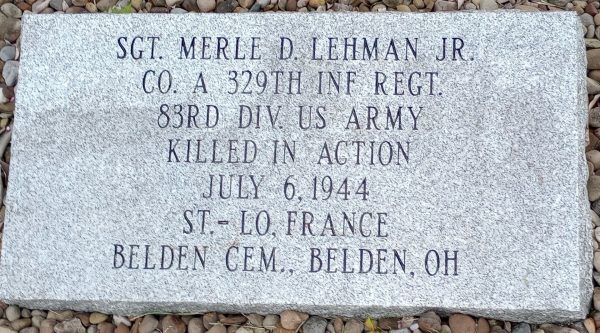 SGT. MERLE D. LEHMAN JR.
CO. A 329TH INF REGT.
83RD DIV. US ARMY
KILLED IN ACTION
JULY 6, 1944
ST.- LO, FRANCE
BELDEN CEM., BELDEN, OH